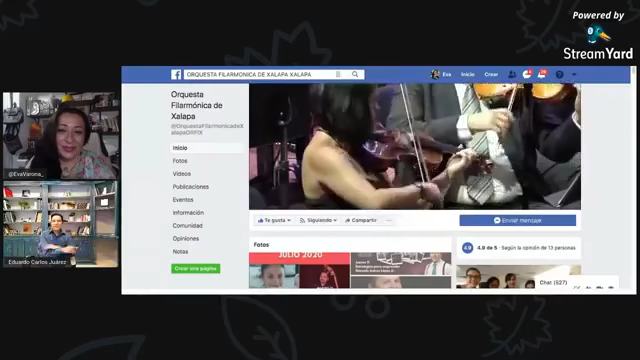 Powered by
StreamYard
ORQUESTA FILARMONICA DE XALAPA XALAPA
Eva
Inicio
Crear
Orquesta
Filarmónica de
Xalapa
Inicio
Fotos
Videos
Publicaciones
Eventos
Información
Comunidad
Opiniones
Notas
Crear una página
Te gusta
Siguiendo
Compartir
Enviar mensaje
Fotos
JULIO 2020
4.9
4.9 de 5 · Según la opinión de 13 personas
Chat (527)
@EvaVarona_
Eduardo Carlos Juárez